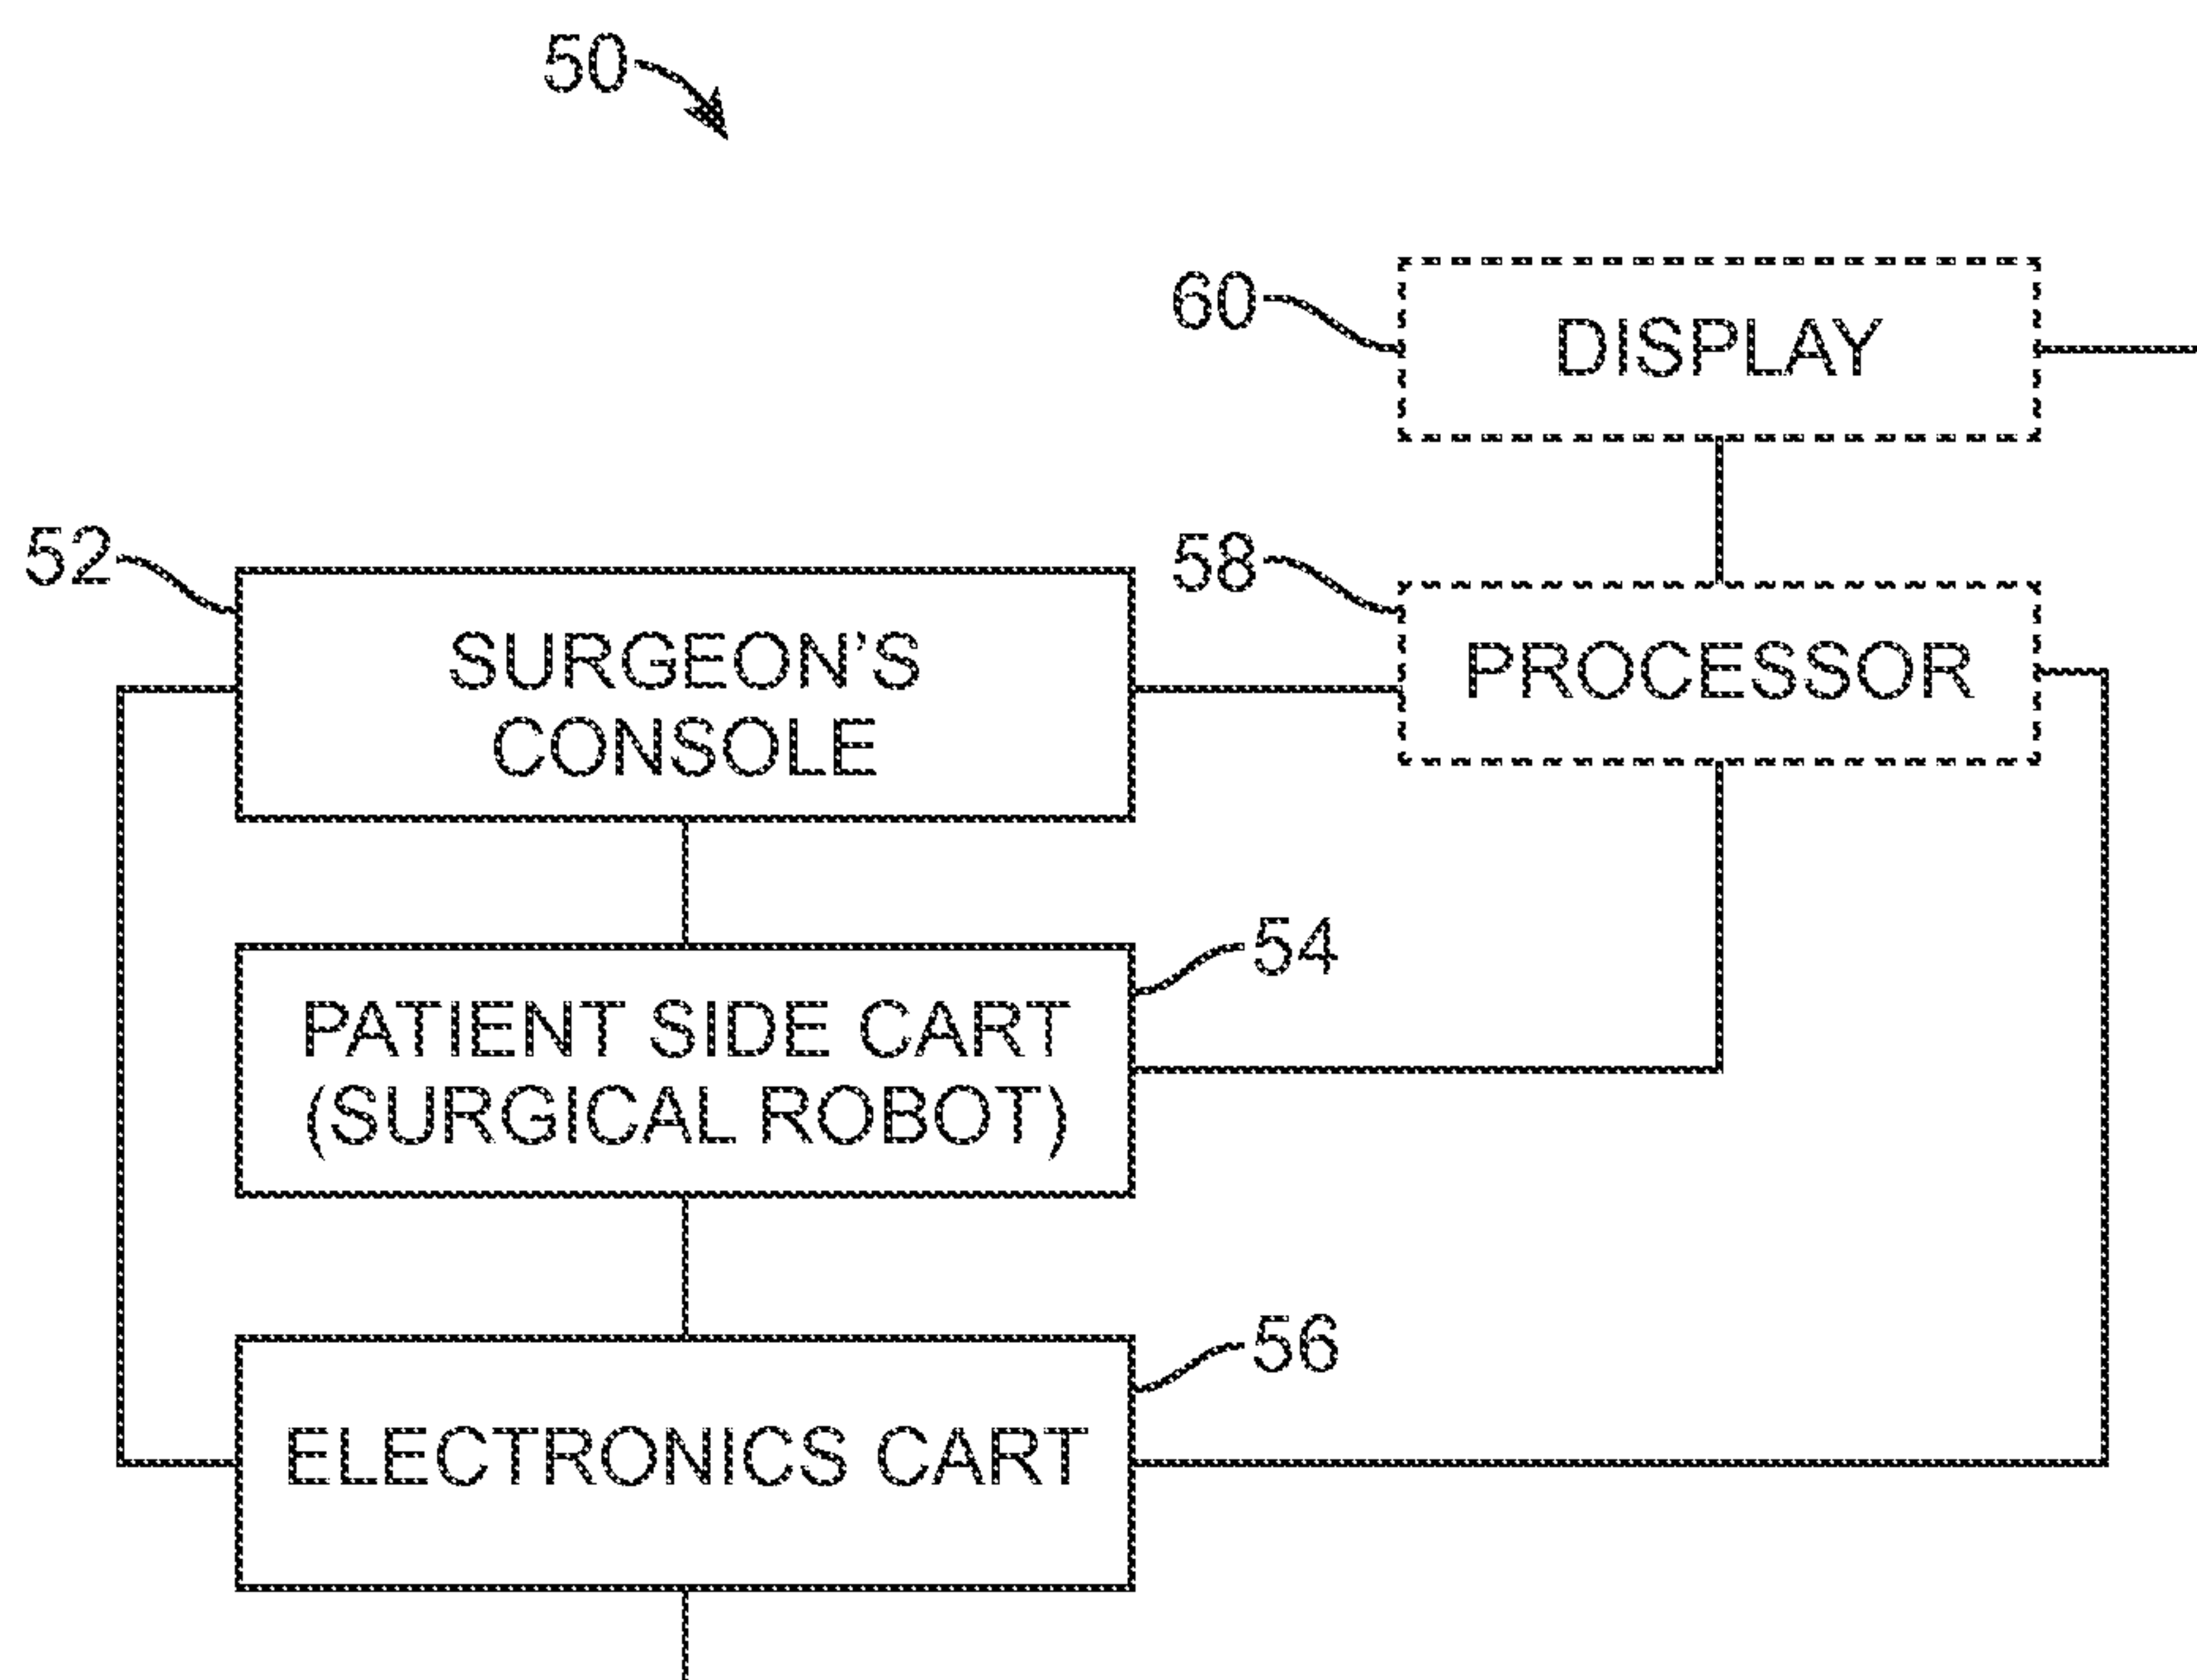 50
60
DISPLAY
52
58
SURGEON'S
CONSOLE
PROCESSOR
54
PATIENT SIDE CART
(SURGICAL ROBOT)
56
ELECTRONICS CART